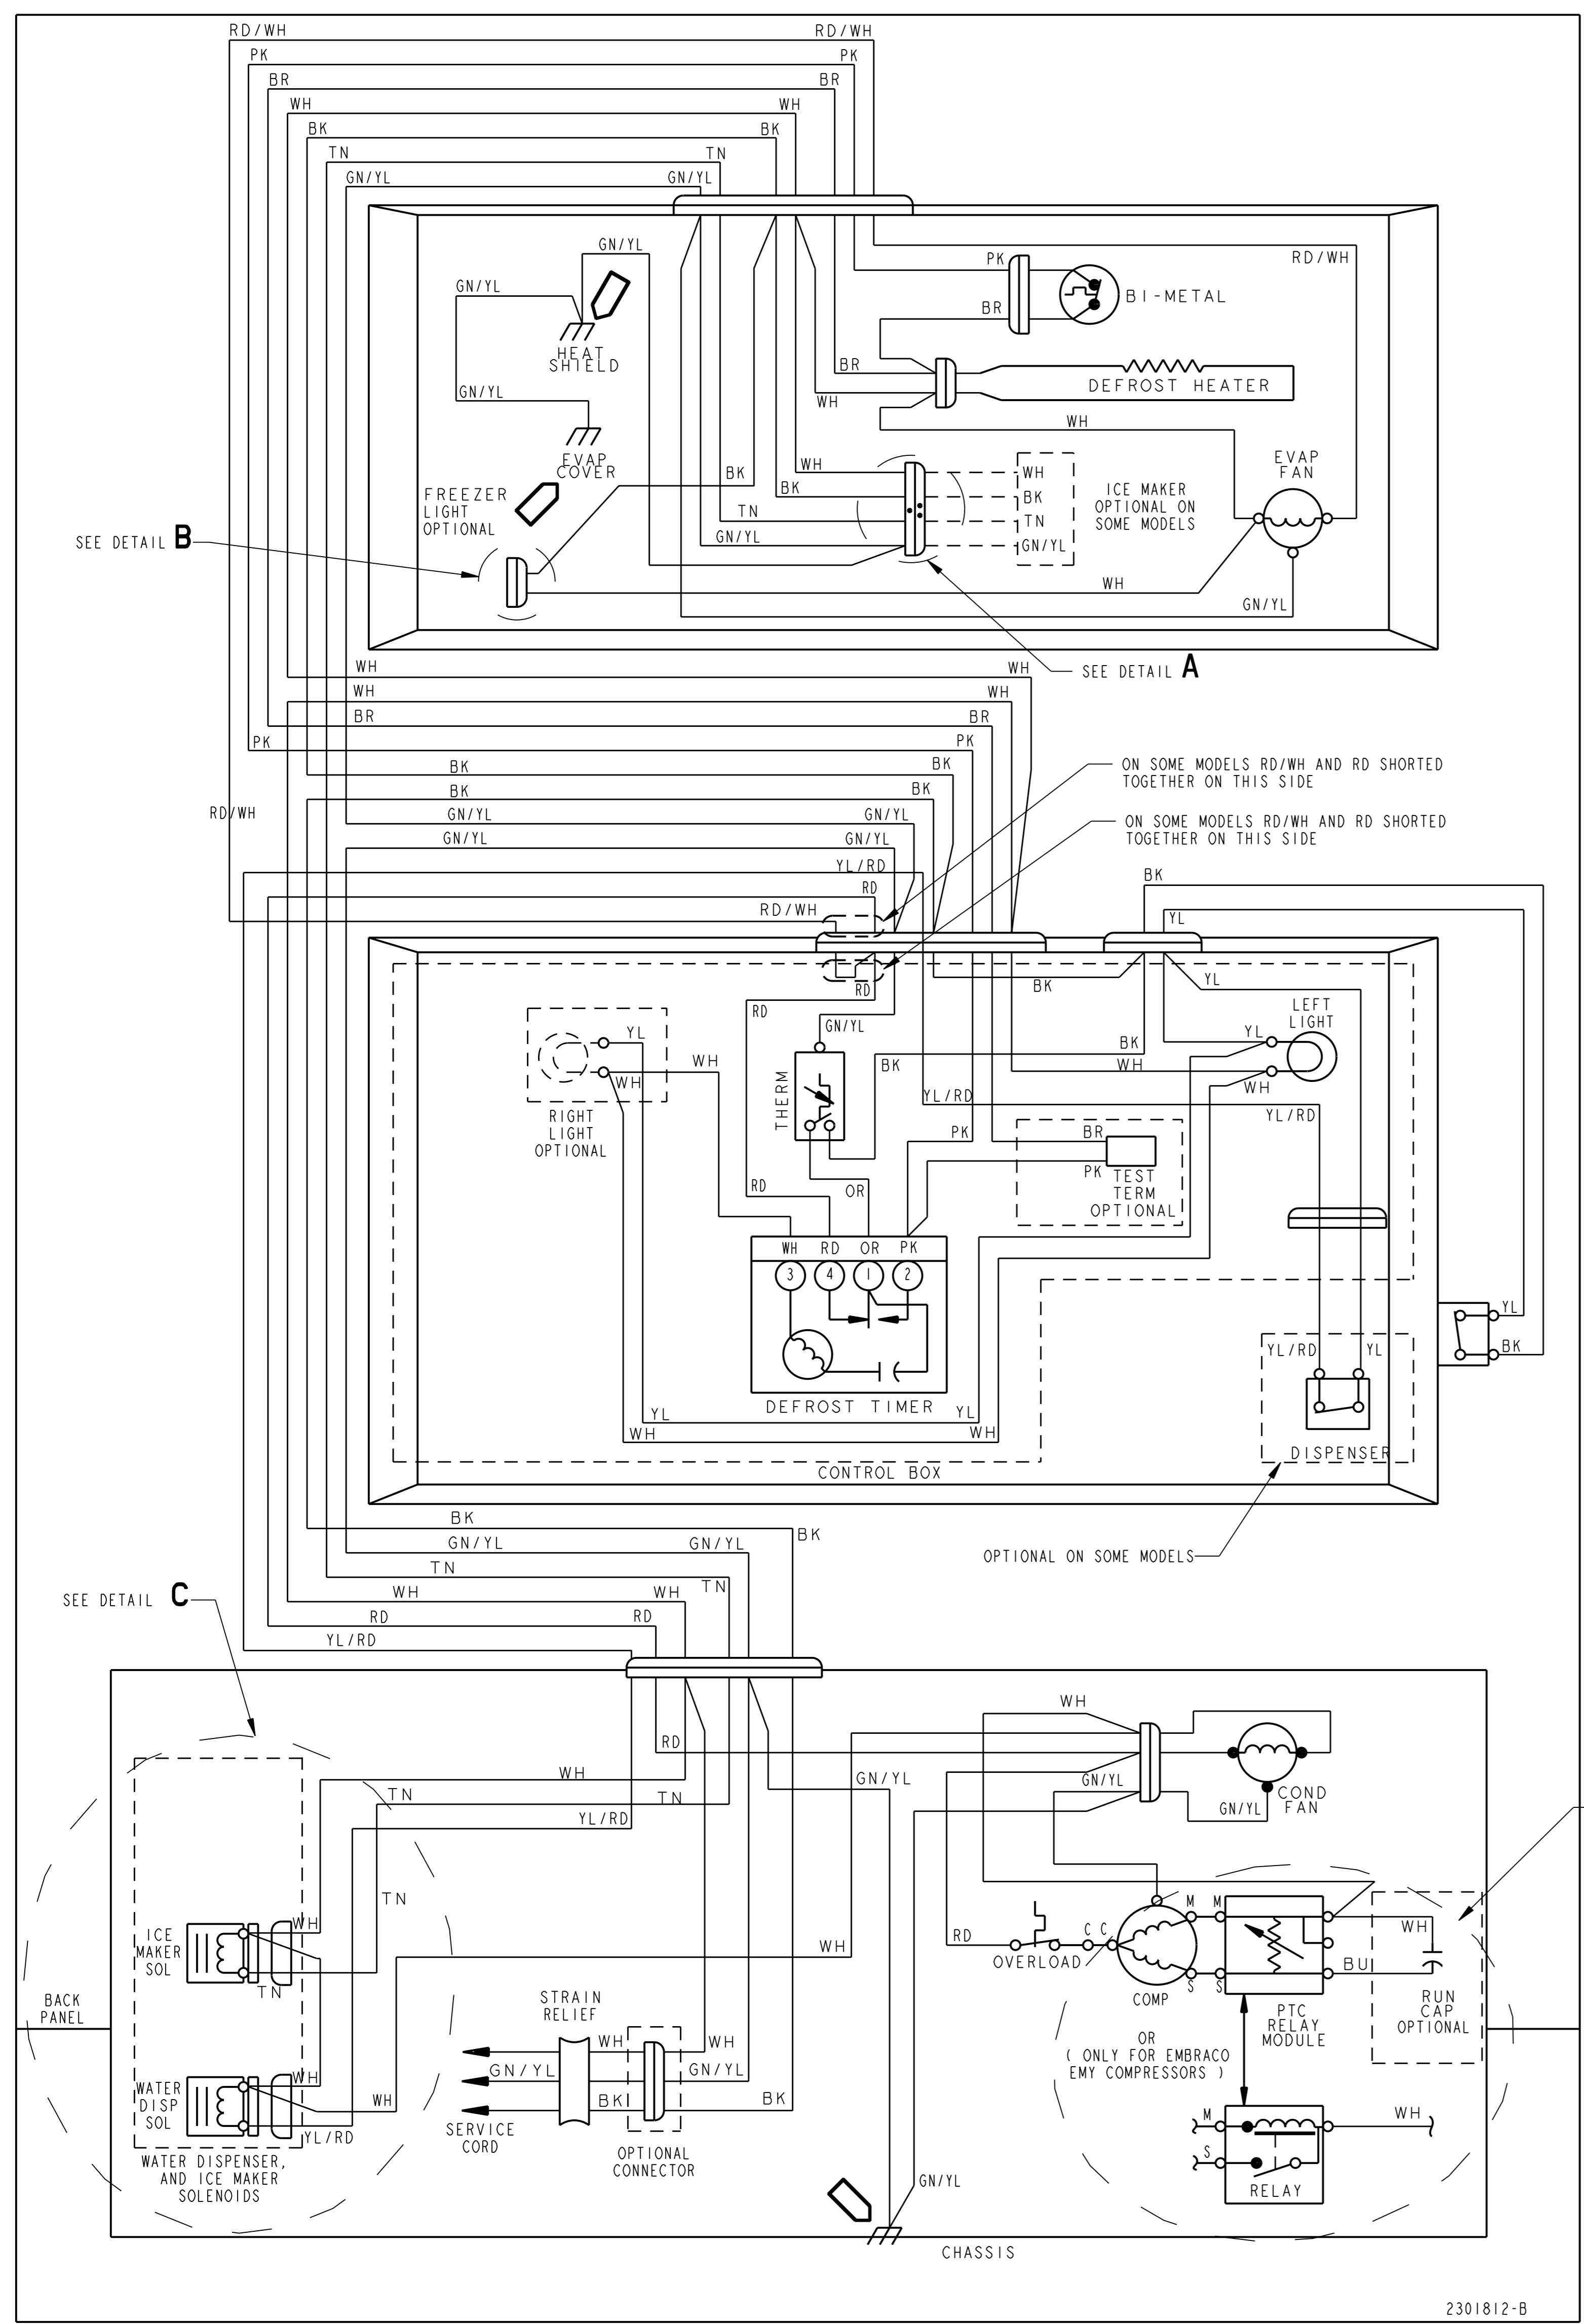 RD/WH RD/WH
PK PK
BR BR
WH WH
BK BK
TN TN
GN/YL GN/YL
GN/YL
RD/WH
PK
GN/YL
BI-METAL
BR
HEAT
SHIELD
BR
DEFROST HEATER
GN/YL
WH
WH
EVAP
COVER
EVAP
FAN
WH
WH
BK
BK
BK
ICE MAKER
OPTIONAL ON
SOME MODELS
FREEZER
LIGHT
OPTIONAL
TN
TN
GN/YL
GN/YL
SEE DETAIL B
WH
GN/YL
WH WH
SEE DETAIL A
WH WH
BR BR
PK PK
BK BK
ON SOME MODELS RD/WH AND RD SHORTED
TOGETHER ON THIS SIDE
BK BK
RD/WH
GN/YL GN/YL
ON SOME MODELS RD/WH AND RD SHORTED
TOGETHER ON THIS SIDE
GN/YL GN/YL
YL/RD
BK
RD
RD/WH
YL
BK
YL
RD
RD
LEFT
LIGHT
GN/YL
YL
YL
BK
WH
BK
WH
WH
WH
YL/RD
THERM
YL/RD
RIGHT
LIGHT
OPTIONAL
PK
BR
PK
TEST
TERM
OPTIONAL
RD
OR
WH RD OR PK
3 4 1 2
YL
YL/RD YL
BK
DEFROST TIMER
YL YL
WH WH
DISPENSER
CONTROL BOX
BK
BK
GN/YL GN/YL
OPTIONAL ON SOME MODELS
TN
TN
WH WH
SEE DETAIL C
RD RD
YL/RD
WH
RD
WH
GN/YL
GN/YL
TN TN
COND
FAN
GN/YL
YL/RD
TN
M M
WH
ICE
MAKER
SOL
WH
RD
C C
OVERLOAD
WH
BU
TN
S S
COMP
PTC
RELAY
MODULE
RUN
CAP
OPTIONAL
BACK
PANEL
STRAIN
RELIEF
OR
( ONLY FOR EMBRACO
EMY COMPRESSORS )
WH WH
GN/YL GN/YL
BK BK
WATER
DISP
SOL
WH
WH
YL/RD
SERVICE
CORD
OPTIONAL
CONNECTOR
M
WH
S
RELAY
WATER DISPENSER,
AND ICE MAKER
SOLENOIDS
GN/YL
CHASSIS
2301812-B